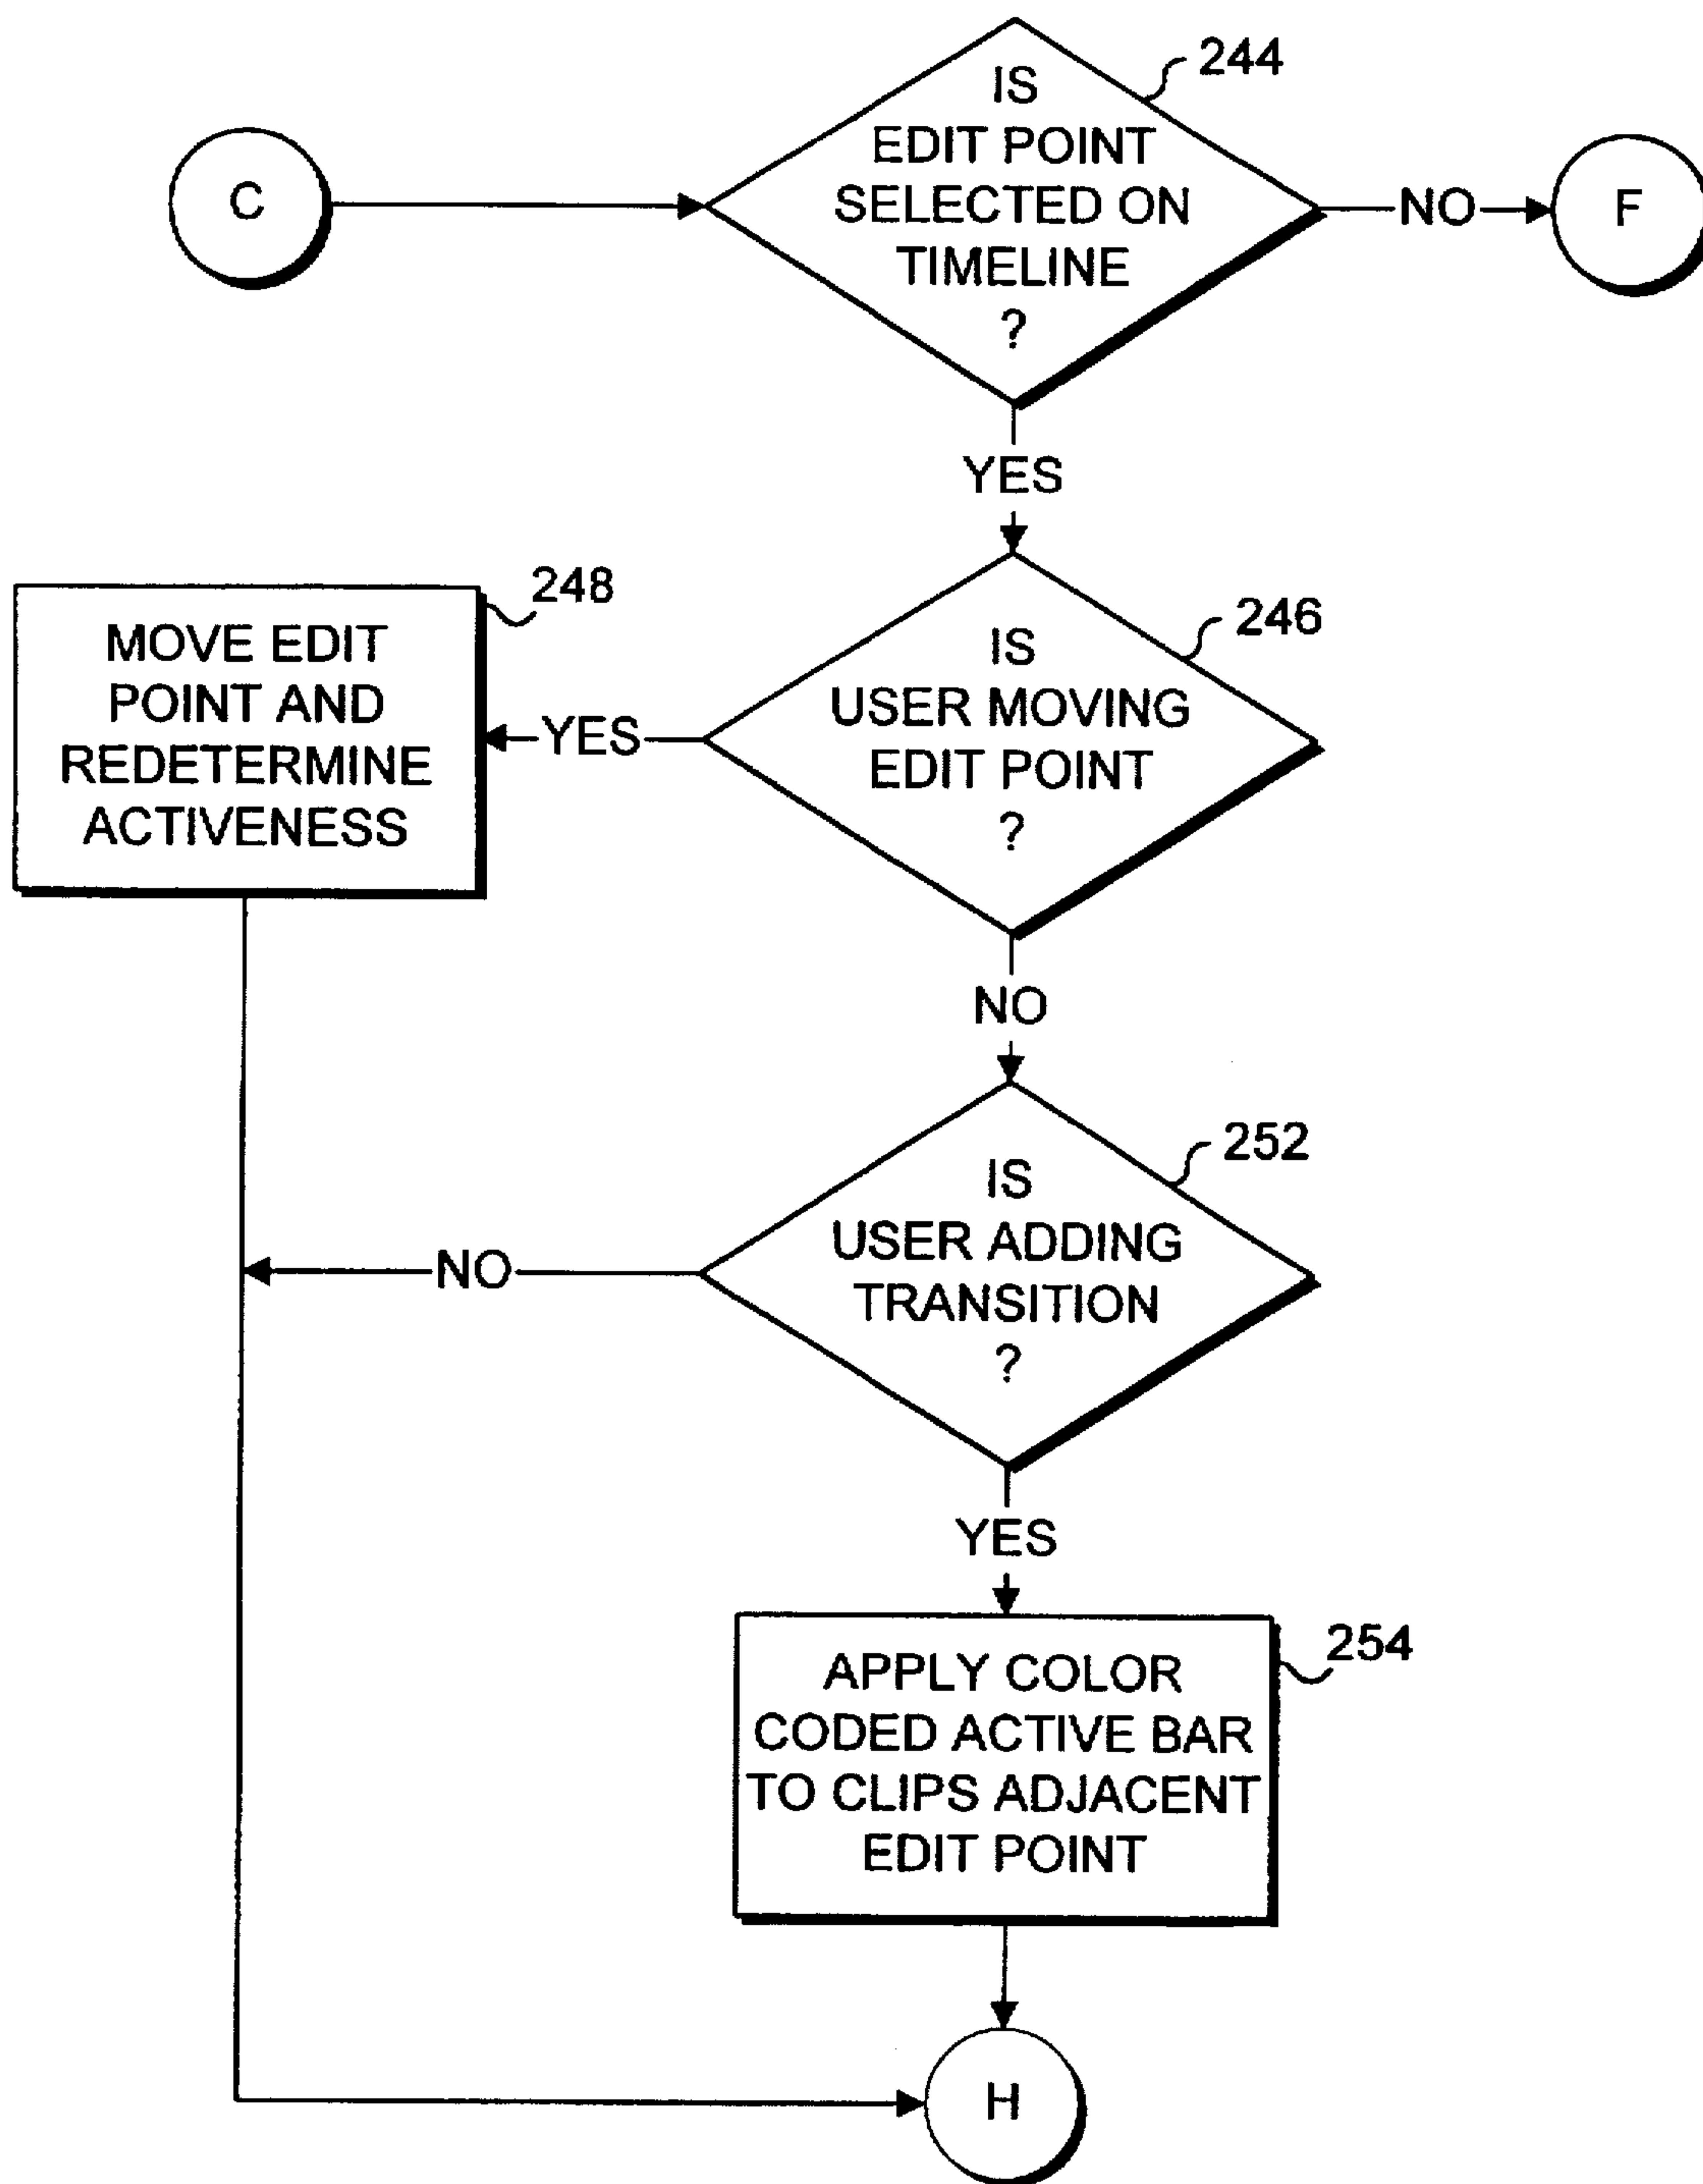 244
IS
EDIT POINT
SELECTED ON
TIMELINE
?
C
NO
F
YES
248
MOVE EDIT
POINT AND
REDETERMINE
ACTIVENESS
246
IS
USER MOVING
EDIT POINT
?
YES
NO
252
IS
USER ADDING
TRANSITION
?
NO
YES
254
APPLY COLOR
CODED ACTIVE BAR
TO CLIPS ADJACENT
EDIT POINT
H